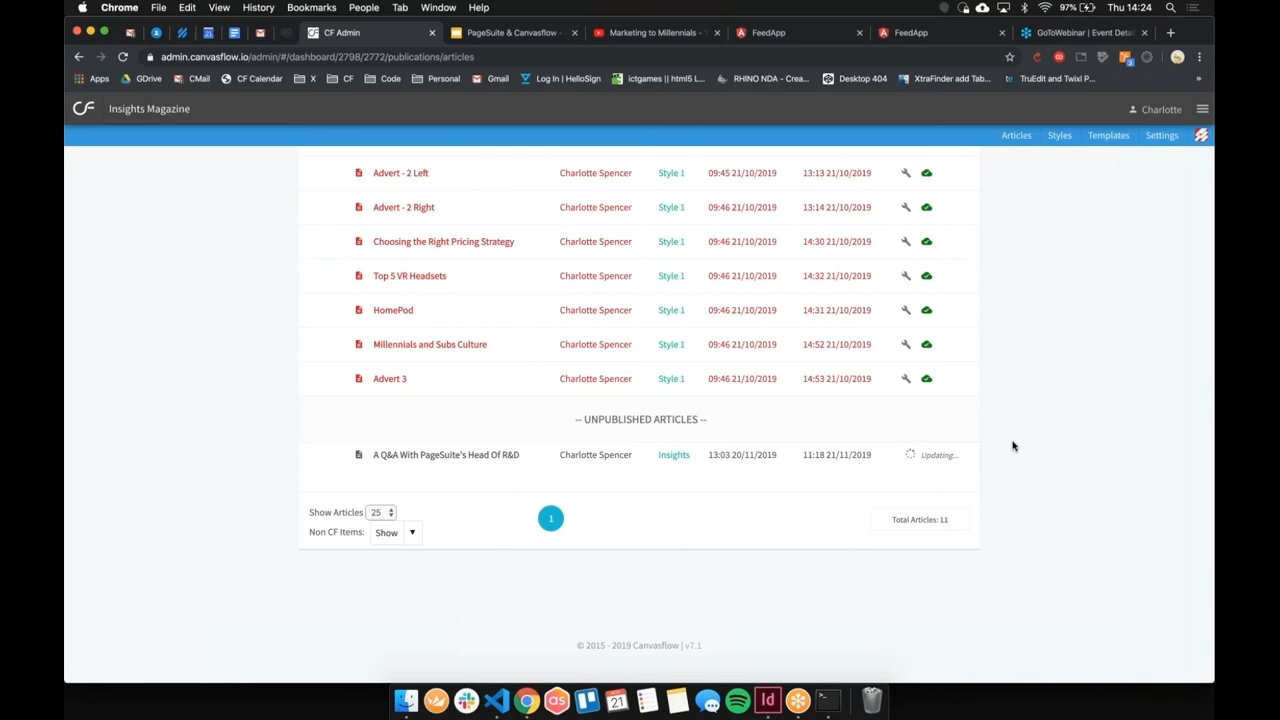 Chrome File Edit View History Bookmarks People Tab Window Help 97% Thu 14:24
CF Admin PageSuite & Canvasflow - Marketing to Millennials - FeedApp FeedApp GoToWebinar | Event Detail
admin.canvasflow.io/admin/#/dashboard/2798/2772/publications/articles
Apps GDrive CMail CF Calendar X CF Code Personal Gmail Log In | HelloSign ictgames || html5 L... RHINO NDA - Crea... Desktop 404 XtraFinder add Tab... TruEdit and Twixl P... »
CF Insights Magazine Charlotte
Articles Styles Templates Settings
Advert - 2 Left Charlotte Spencer Style 1 09:45 21/10/2019 13:13 21/10/2019
Advert - 2 Right Charlotte Spencer Style 1 09:46 21/10/2019 13:14 21/10/2019
Choosing the Right Pricing Strategy Charlotte Spencer Style 1 09:46 21/10/2019 14:30 21/10/2019
Top 5 VR Headsets Charlotte Spencer Style 1 09:46 21/10/2019 14:32 21/10/2019
HomePod Charlotte Spencer Style 1 09:46 21/10/2019 14:31 21/10/2019
Millennials and Subs Culture Charlotte Spencer Style 1 09:46 21/10/2019 14:52 21/10/2019
Advert 3 Charlotte Spencer Style 1 09:46 21/10/2019 14:53 21/10/2019
-- UNPUBLISHED ARTICLES --
A Q&A With PageSuite's Head Of R&D Charlotte Spencer Insights 13:03 20/11/2019 11:18 21/11/2019 Updating...
Show Articles 25 1 Total Articles: 11
Non CF Items: Show
© 2015 - 2019 Canvasflow | v7.1
as 21 Id